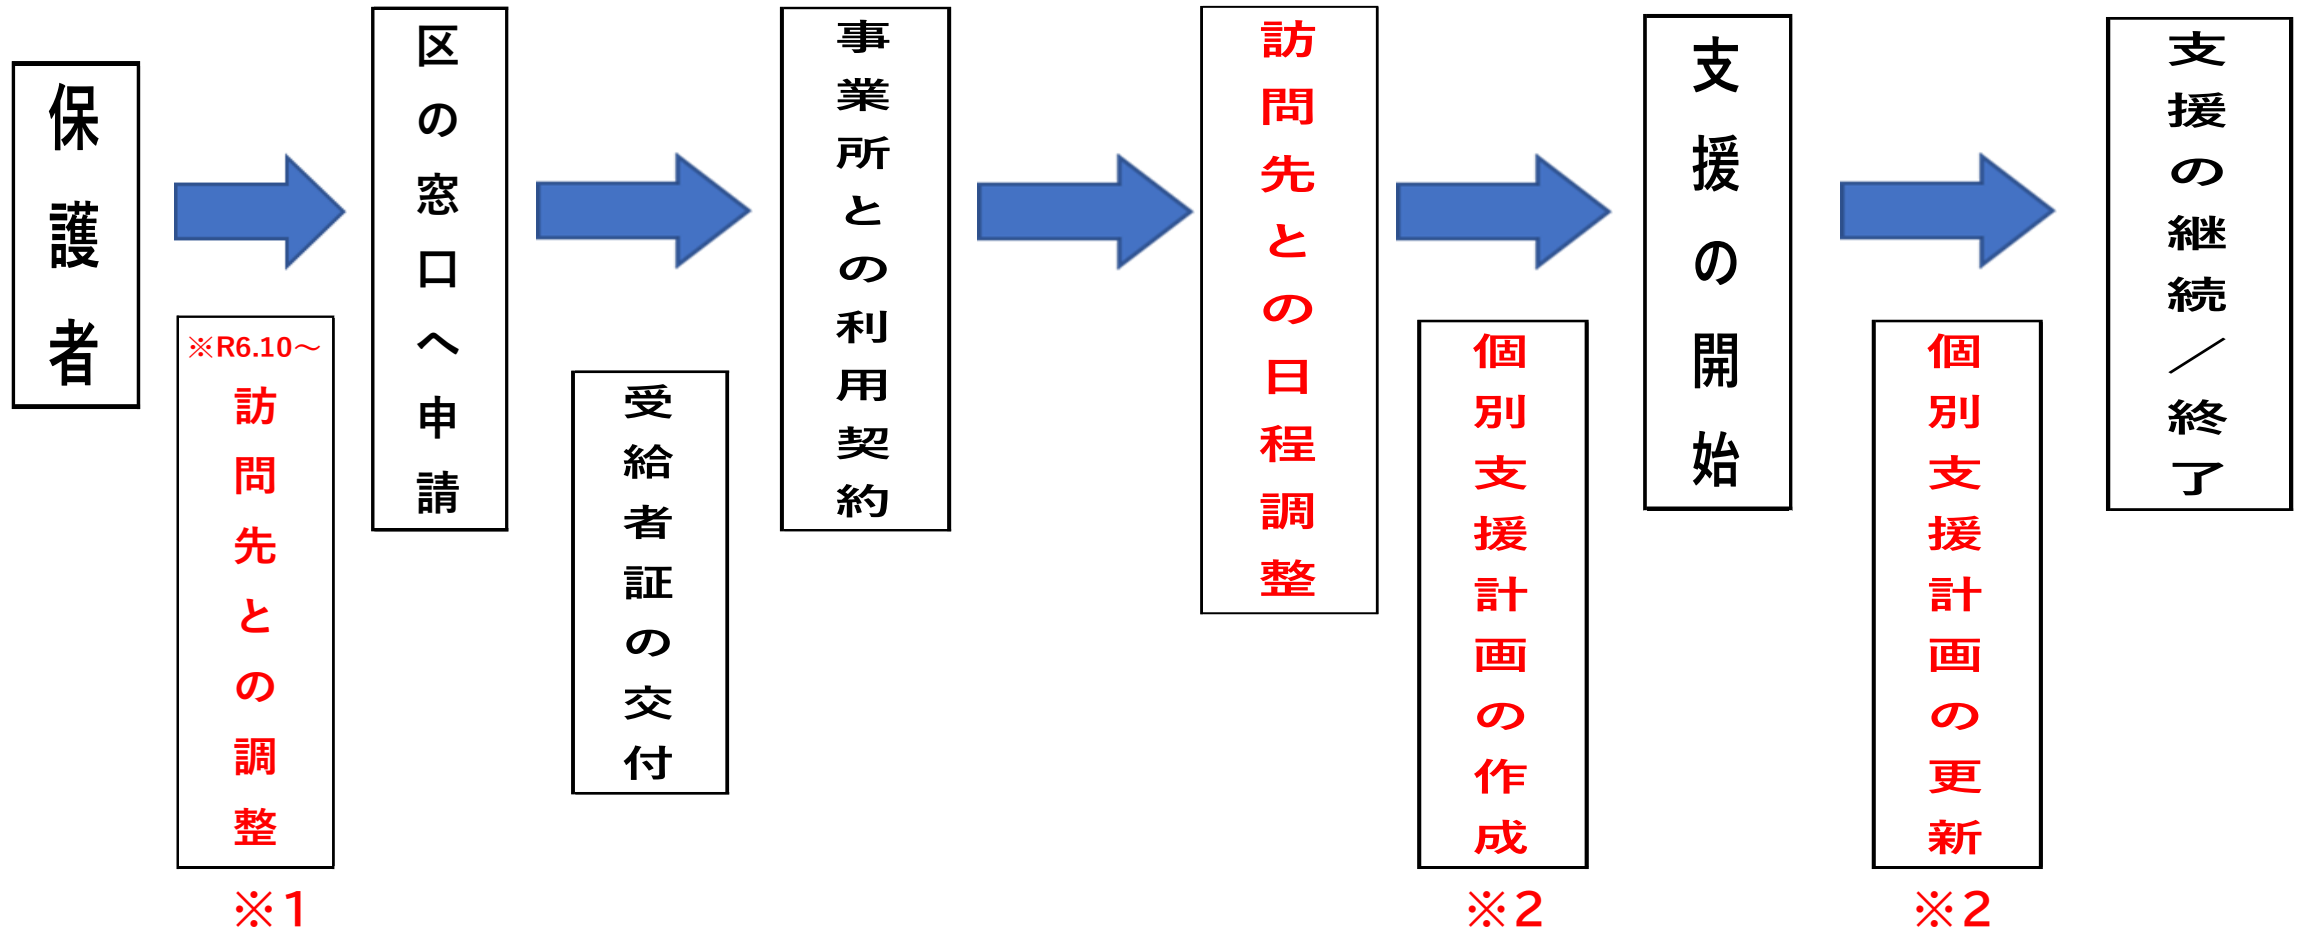 保護者
※R6.10～
訪問先との調整
※1
区の窓口へ申請
受給者証の交付
事業所との利用契約
訪問先との日程調整
個別支援計画の作成
※2
支援の開始
個別支援計画の更新
※2
支援の継続／終了